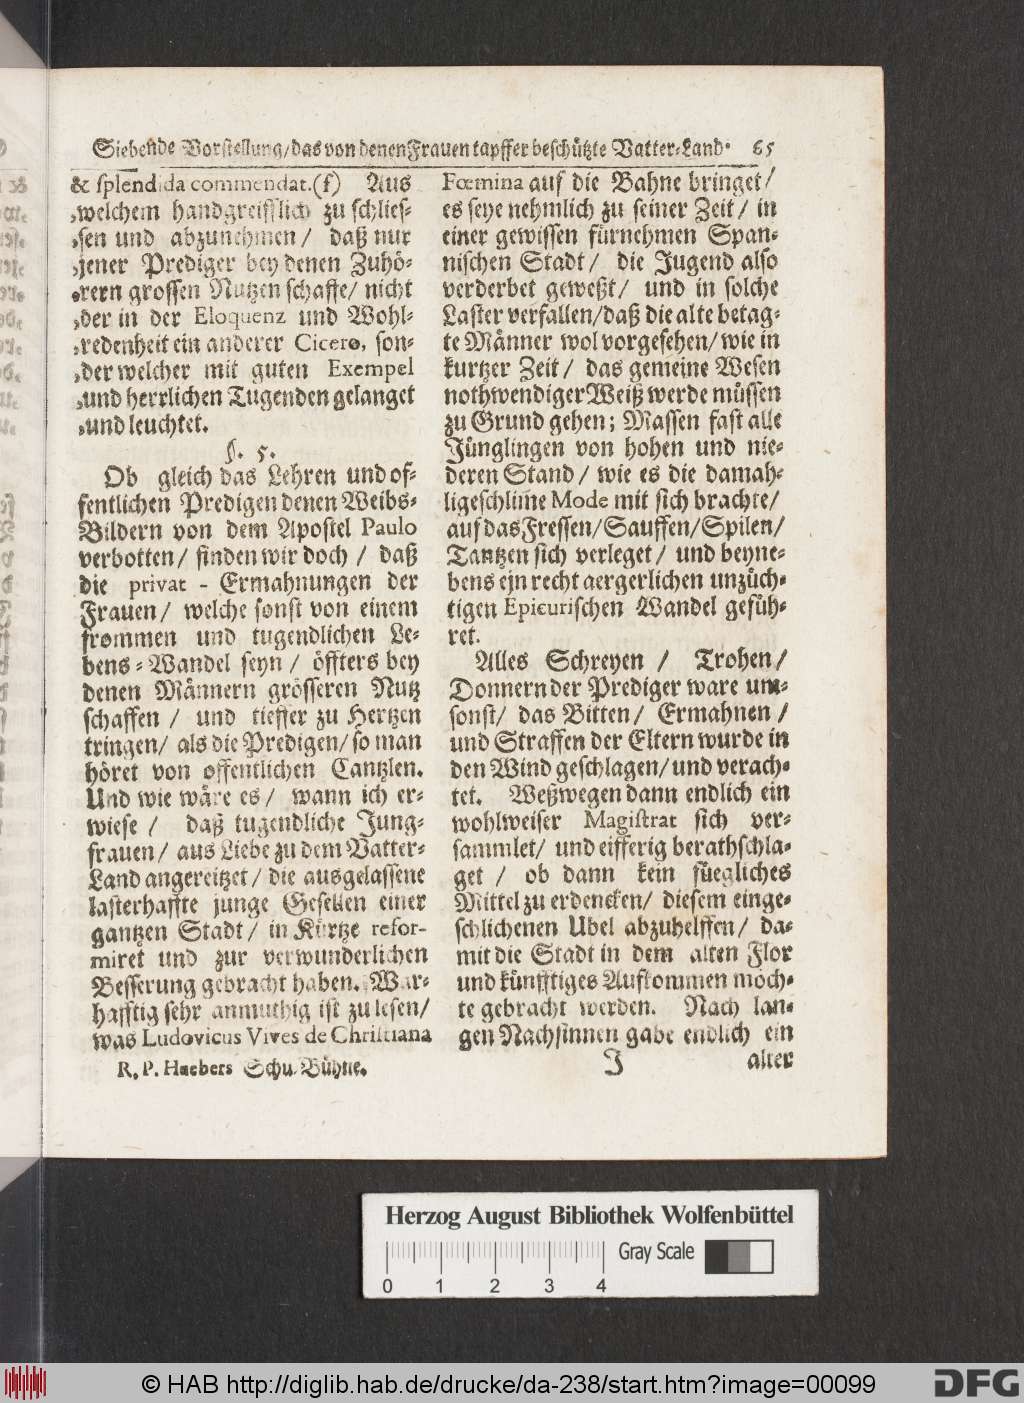 Siebende Vorstellung/das von denen Frauen tapffer beschützte Vatter-Land. 65
& splendida commendat.(f) Aus
„welchem handgreifflich zu schlies-
„sen und abzunehmen/ daß nur
„jener Prediger bey denen Zuhö-
„rern grossen Nutzen schaffe/ nicht
„der in der Eloquenz und Wohl-
„redenheit ein anderer Cicero, son-
„der welcher mit guten Exempel
„und herrlichen Tugenden gelanget
„und leuchtet.
§. 5.
Ob gleich das Lehren und of-
fentlichen Predigen denen Weibs-
Bildern von dem Apostel Paulo
verbotten/ finden wir doch/ daß
die privat - Ermahnungen der
Frauen/ welche sonst von einem
frommen und tugendlichen Le-
bens-Wandel seyn/ öffters bey
denen Männern grösseren Nutz
schaffen/ und tieffer zu Hertzen
tringen/ als die Predigen/ so man
höret von offentlichen Cantzlen.
Und wie wäre es/ wann ich er-
wiese/ daß tugendliche Jung-
frauen/ aus Liebe zu dem Vatter-
Land angereitzet/ die ausgelassene
lasterhaffte junge Gesellen einer
gantzen Stadt/ in Kürtze refor-
miret und zur verwunderlichen
Besserung gebracht haben. War-
hafftig sehr anmuthig ist zu lesen/
was Ludovicus Vives de Christiana
R. P. Haebers Schu-Bühne.
Fœmina auf die Bahne bringet/
es seye nehmlich zu seiner Zeit/ in
einer gewissen fürnehmen Span-
nischen Stadt/ die Jugend also
verderbet geweßt/ und in solche
Laster verfallen/daß die alte betag-
te Männer wol vorgesehen/ wie in
kurtzer Zeit/ das gemeine Wesen
nothwendiger Weiß werde müssen
zu Grund gehen; Massen fast alle
Jünglingen von hohen und nie-
deren Stand/ wie es die damah-
lige schlime Mode mit sich brachte/
auf das Fressen/Sauffen/Spilen/
Tantzen sich verleget/ und beyne-
bens ein recht aergerlichen unzüch-
tigen Epicurischen Wandel gefüh-
ret.
Alles Schreyen/ Trohen/
Donnern der Prediger ware um-
sonst/ das Bitten/ Ermahnen/
und Straffen der Eltern wurde in
den Wind geschlagen/ und verach-
tet. Weßwegen dann endlich ein
wohlweiser Magistrat sich ver-
sammlet/ und eifferig berathschla-
get/ ob dann kein füegliches
Mittel zu erdencken/ diesem einge-
schlichenen Ubel abzuhelffen/ da-
mit die Stadt in dem alten Flor
und künfftiges Aufkommen möch-
te gebracht werden. Nach lan-
gen Nachsinnen gabe endlich ein
J alter
Herzog August Bibliothek Wolfenbüttel
Gray Scale
0 1 2 3 4
© HAB http://diglib.hab.de/drucke/da-238/start.htm?image=00099
DFG